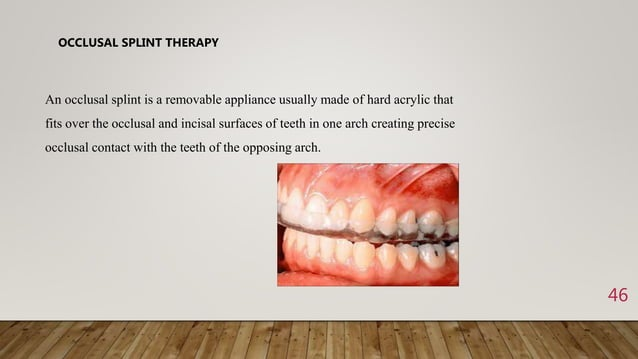 OCCLUSAL SPLINT THERAPY
An occlusal splint is a removable appliance usually made of hard acrylic that
fits over the occlusal and incisal surfaces of teeth in one arch creating precise
occlusal contact with the teeth of the opposing arch.
46